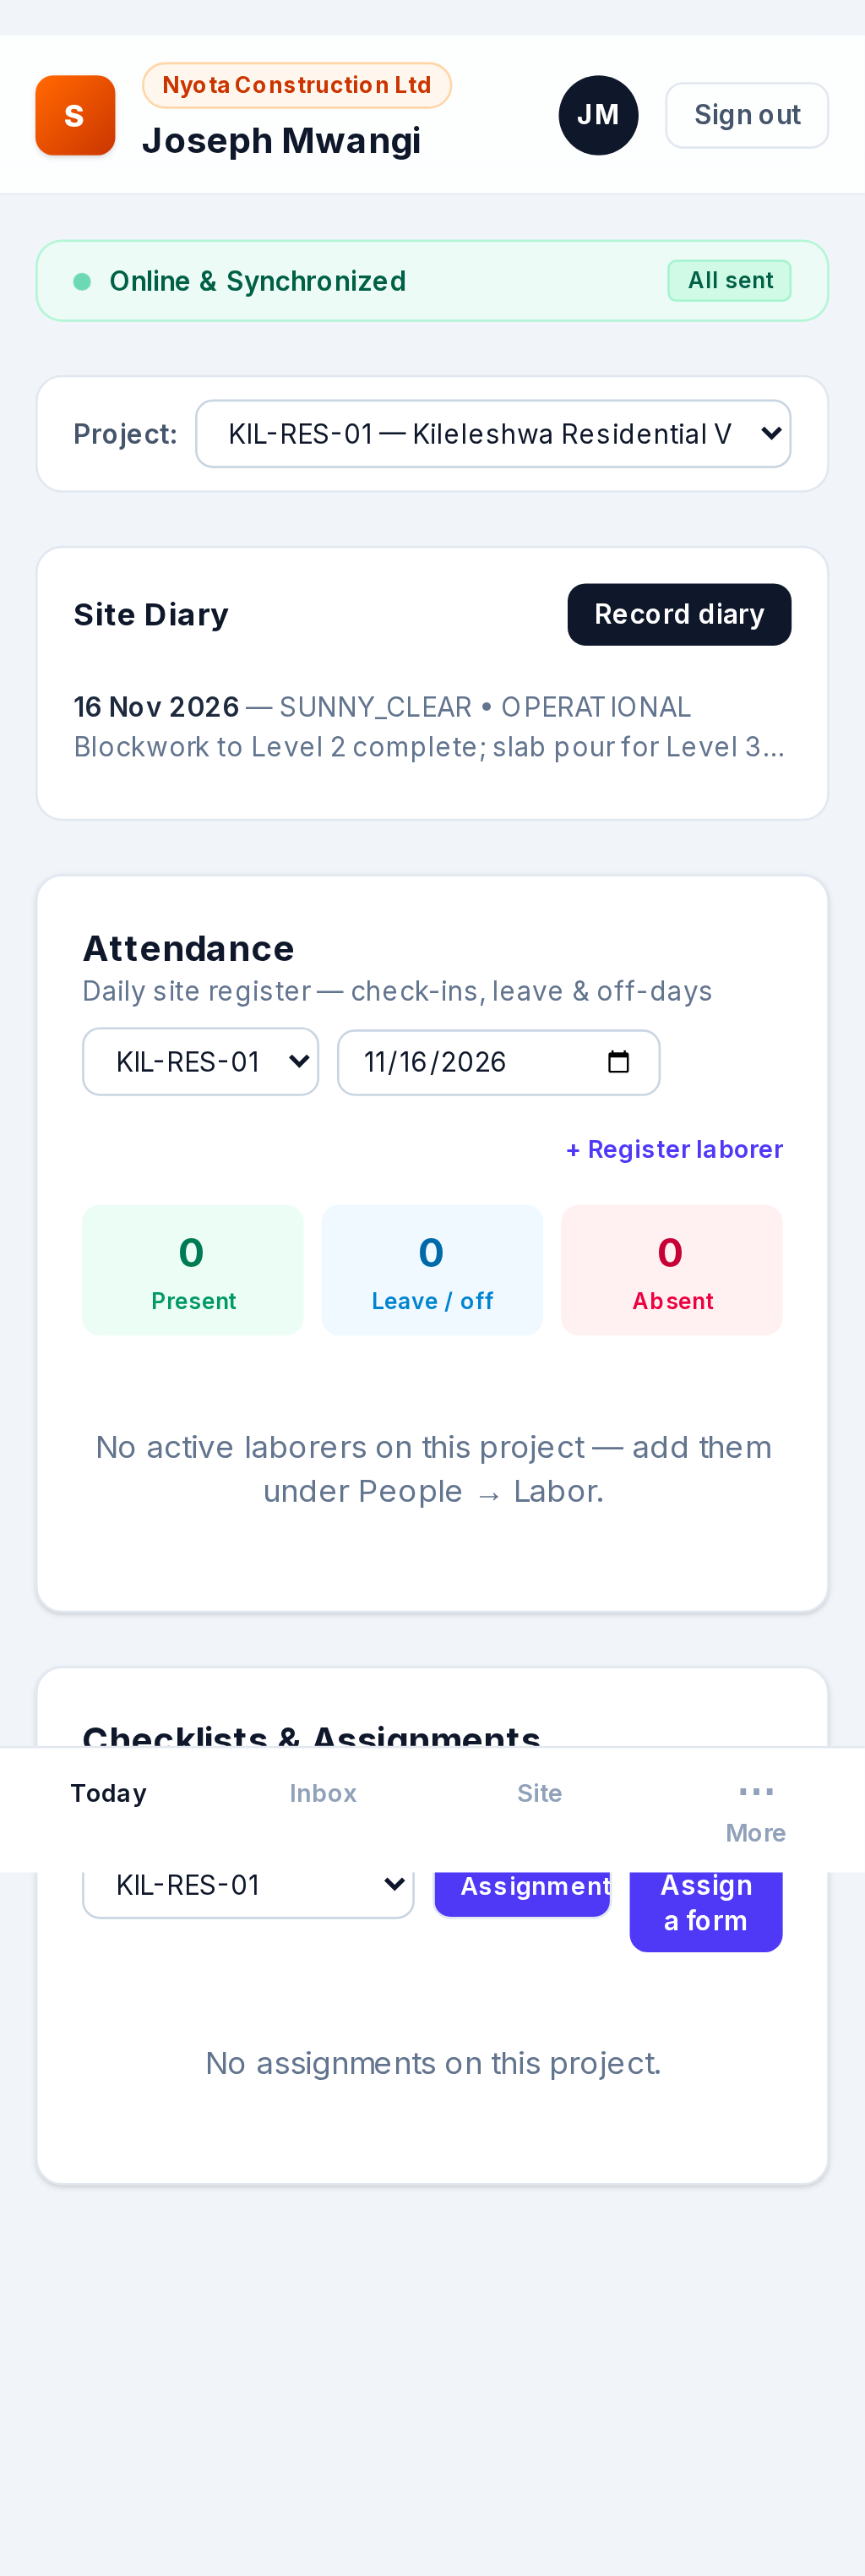 S
Nyota Construction Ltd
Joseph Mwangi
JM
Sign out
Online & Synchronized
All sent
Project:
KIL-RES-01 — Kileleshwa Residential V
Site Diary
Record diary
16 Nov 2026 — SUNNY_CLEAR • OPERATIONAL
Blockwork to Level 2 complete; slab pour for Level 3...
Attendance
Daily site register — check-ins, leave & off-days
KIL-RES-01
11/16/2026
+ Register laborer
0
Present
0
Leave / off
0
Absent
No active laborers on this project — add them
under People → Labor.
Checklists & Assignments
Today
Inbox
Site
...
More
KIL-RES-01
Assignment
Assign
a form
No assignments on this project.